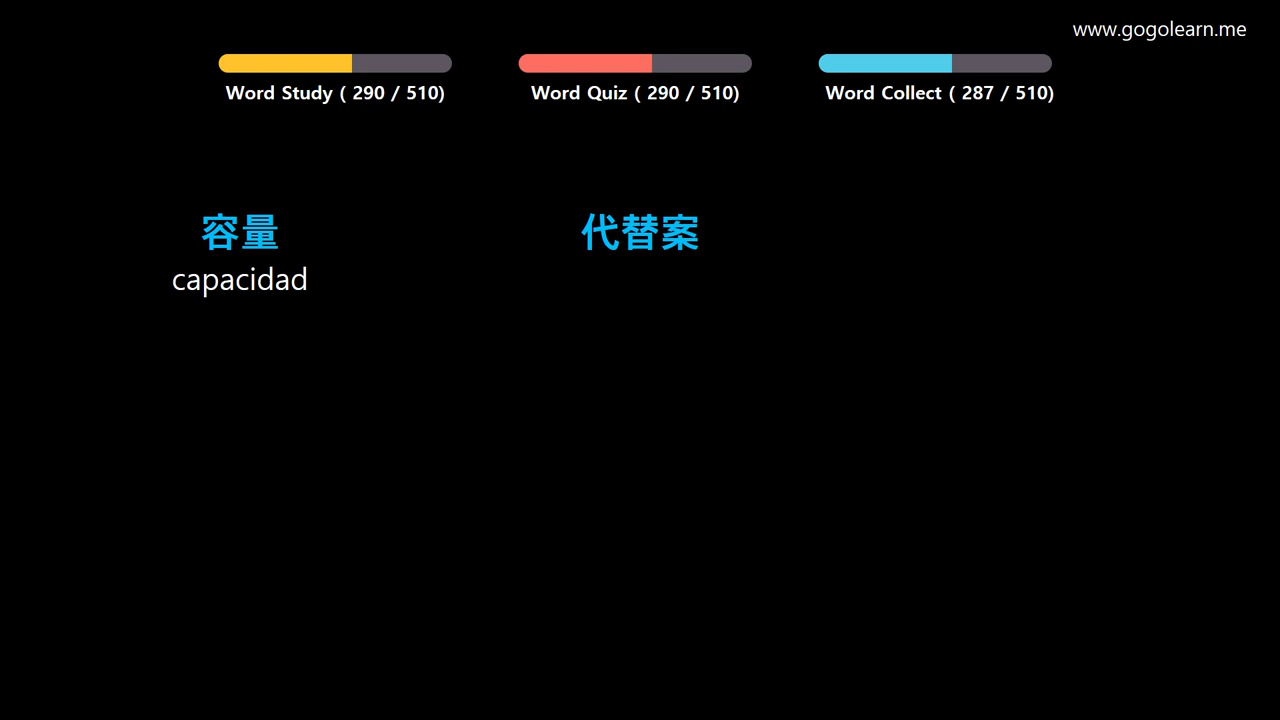 www.gogolearn.me
Word Study ( 290 / 510)
Word Quiz ( 290 / 510)
Word Collect ( 287 / 510)
容量
capacidad
代替案